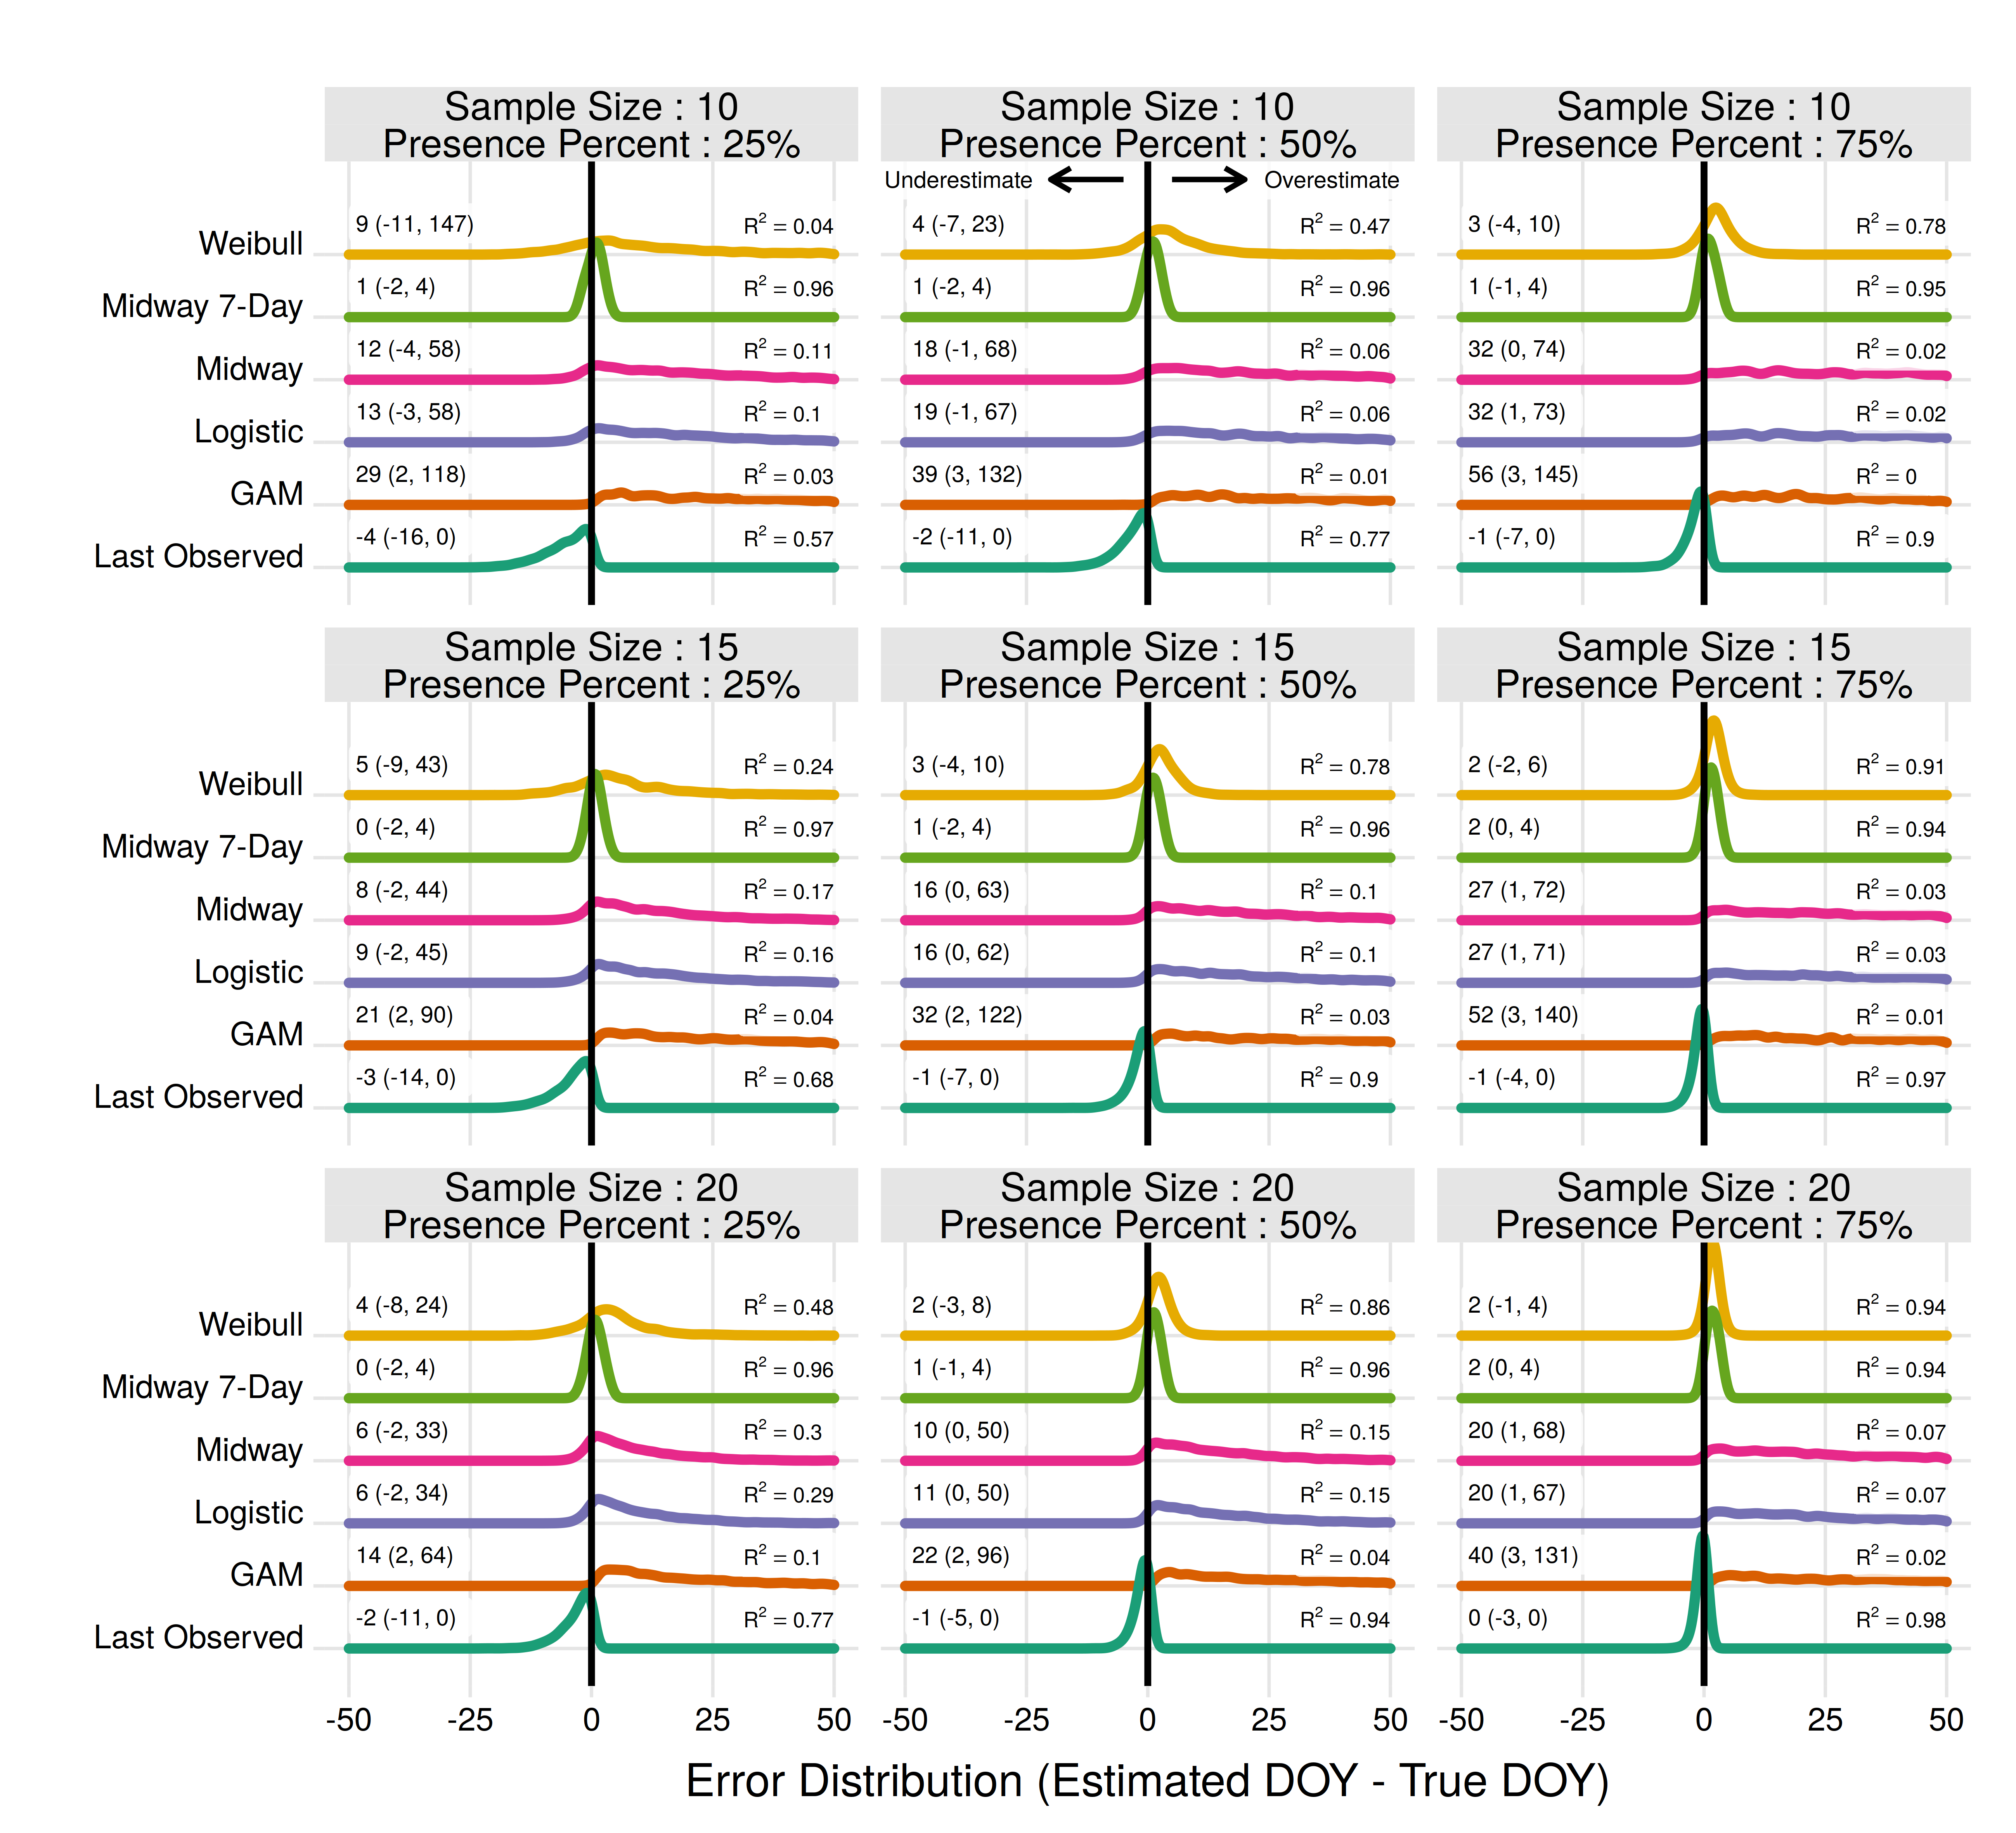 Sample Size : 10
Presence Percent : 25%
Sample Size : 10
Presence Percent : 50%
Sample Size : 10
Presence Percent : 75%
Underestimate
Overestimate
Weibull
9 (-11, 147)
R² = 0.04
4 (-7, 23)
R² = 0.47
3 (-4, 10)
R² = 0.78
Midway 7-Day
1 (-2, 4)
R² = 0.96
1 (-2, 4)
R² = 0.96
1 (-1, 4)
R² = 0.95
Midway
12 (-4, 58)
R² = 0.11
18 (-1, 68)
R² = 0.06
32 (0, 74)
R² = 0.02
Logistic
13 (-3, 58)
R² = 0.1
19 (-1, 67)
R² = 0.06
32 (1, 73)
R² = 0.02
GAM
29 (2, 118)
R² = 0.03
39 (3, 132)
R² = 0.01
56 (3, 145)
R² = 0
Last Observed
-4 (-16, 0)
R² = 0.57
-2 (-11, 0)
R² = 0.77
-1 (-7, 0)
R² = 0.9
Sample Size : 15
Presence Percent : 25%
Sample Size : 15
Presence Percent : 50%
Sample Size : 15
Presence Percent : 75%
Weibull
5 (-9, 43)
R² = 0.24
3 (-4, 10)
R² = 0.78
2 (-2, 6)
R² = 0.91
Midway 7-Day
0 (-2, 4)
R² = 0.97
1 (-2, 4)
R² = 0.96
2 (0, 4)
R² = 0.94
Midway
8 (-2, 44)
R² = 0.17
16 (0, 63)
R² = 0.1
27 (1, 72)
R² = 0.03
Logistic
9 (-2, 45)
R² = 0.16
16 (0, 62)
R² = 0.1
27 (1, 71)
R² = 0.03
GAM
21 (2, 90)
R² = 0.04
32 (2, 122)
R² = 0.03
52 (3, 140)
R² = 0.01
Last Observed
-3 (-14, 0)
R² = 0.68
-1 (-7, 0)
R² = 0.9
-1 (-4, 0)
R² = 0.97
Sample Size : 20
Presence Percent : 25%
Sample Size : 20
Presence Percent : 50%
Sample Size : 20
Presence Percent : 75%
Weibull
4 (-8, 24)
R² = 0.48
2 (-3, 8)
R² = 0.86
2 (-1, 4)
R² = 0.94
Midway 7-Day
0 (-2, 4)
R² = 0.96
1 (-1, 4)
R² = 0.96
2 (0, 4)
R² = 0.94
Midway
6 (-2, 33)
R² = 0.3
10 (0, 50)
R² = 0.15
20 (1, 68)
R² = 0.07
Logistic
6 (-2, 34)
R² = 0.29
11 (0, 50)
R² = 0.15
20 (1, 67)
R² = 0.07
GAM
14 (2, 64)
R² = 0.1
22 (2, 96)
R² = 0.04
40 (3, 131)
R² = 0.02
Last Observed
-2 (-11, 0)
R² = 0.77
-1 (-5, 0)
R² = 0.94
0 (-3, 0)
R² = 0.98
-50 -25 0 25 50
-50 -25 0 25 50
-50 -25 0 25 50
Error Distribution (Estimated DOY - True DOY)